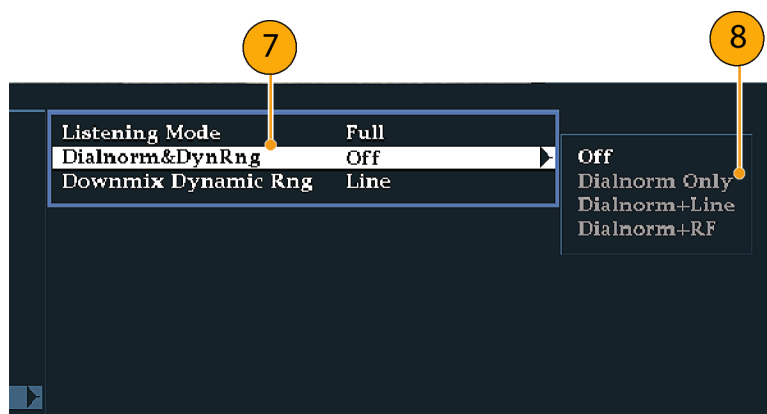 7
8
Listening Mode Full
Dialnorm&DynRng Off
Downmix Dynamic Rng Line
Off
Dialnorm Only
Dialnorm+Line
Dialnorm+RF